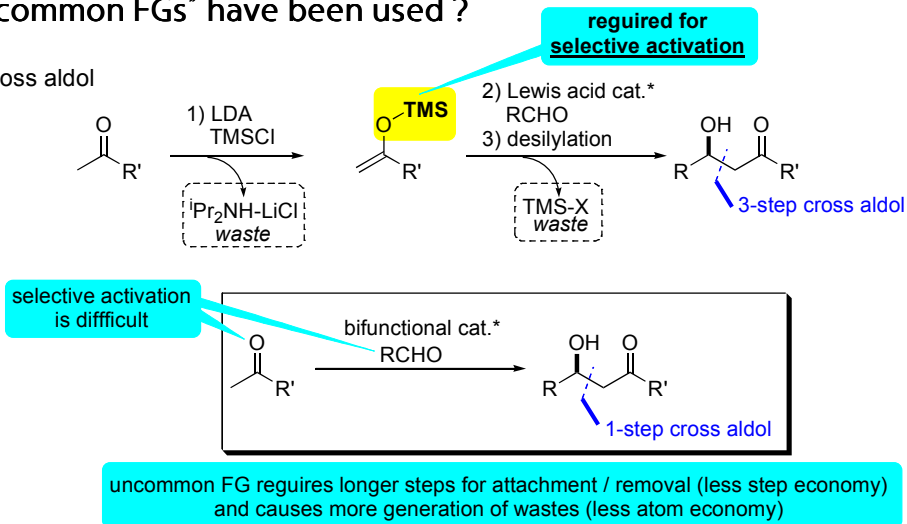 common FGs" have been used ?
reguired for
selective activation
oss aldol
1) LDA
TMSCl
O
R'
O
TMS
R'
2) Lewis acid cat.*
RCHO
3) desilylation
OH
O
R
R'
iPr2NH-LiCl
waste
TMS-X
waste
3-step cross aldol
selective activation
is diffficult
O
R'
bifunctional cat.*
RCHO
OH
O
R
R'
1-step cross aldol
uncommon FG reguires longer steps for attachment / removal (less step economy)
and causes more generation of wastes (less atom economy)